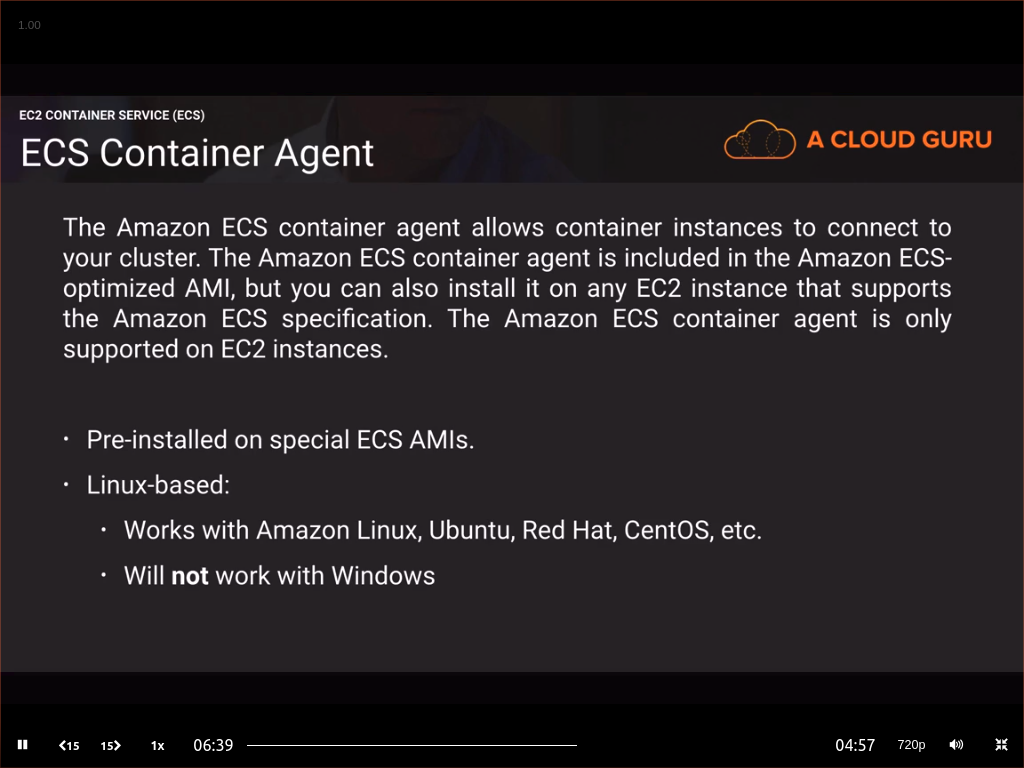 1.00
EC2 CONTAINER SERVICE (ECS)
ECS Container Agent
A CLOUD GURU
The Amazon ECS container agent allows container instances to connect to
your cluster. The Amazon ECS container agent is included in the Amazon ECS-
optimized AMI, but you can also install it on any EC2 instance that supports
the Amazon ECS specification. The Amazon ECS container agent is only
supported on EC2 instances.
• Pre-installed on special ECS AMIs.
• Linux-based:
• Works with Amazon Linux, Ubuntu, Red Hat, CentOS, etc.
• Will not work with Windows
15 15 1x 06:39 04:57 720p